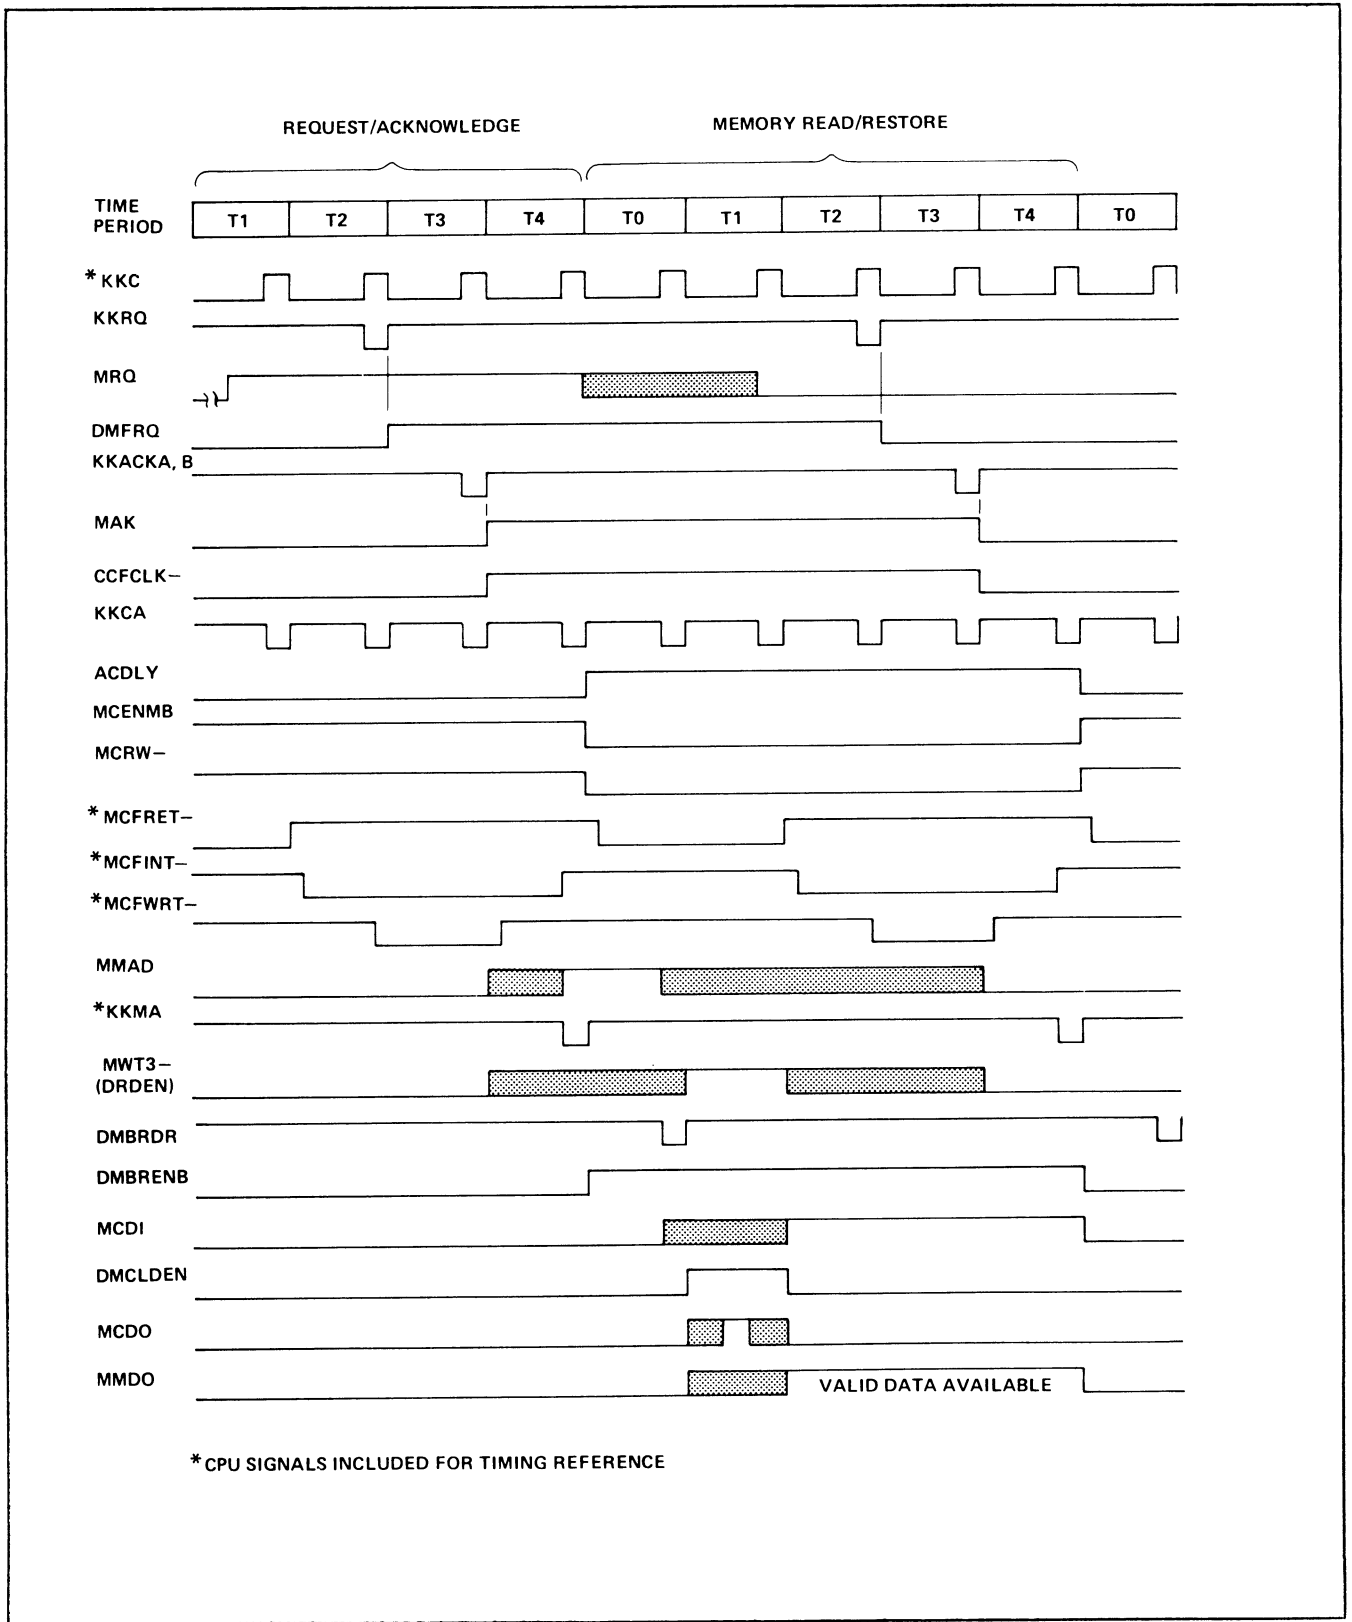 REQUEST/ACKNOWLEDGE MEMORY READ/RESTORE
TIME
PERIOD
T1 T2 T3 T4 T0 T1 T2 T3 T4 T0
*KKC
KKRQ
MRQ
DMFRQ
KKACKA, B
MAK
CCFCLK–
KKCA
ACDLY
MCENMB
MCRW–
*MCFRET–
*MCFINT–
*MCFWRT–
MMAD
*KKMA
MWT3–
(DRDEN)
DMBRDR
DMBRENB
MCDI
DMCLDEN
MCDO
MMDO
VALID DATA AVAILABLE
*CPU SIGNALS INCLUDED FOR TIMING REFERENCE